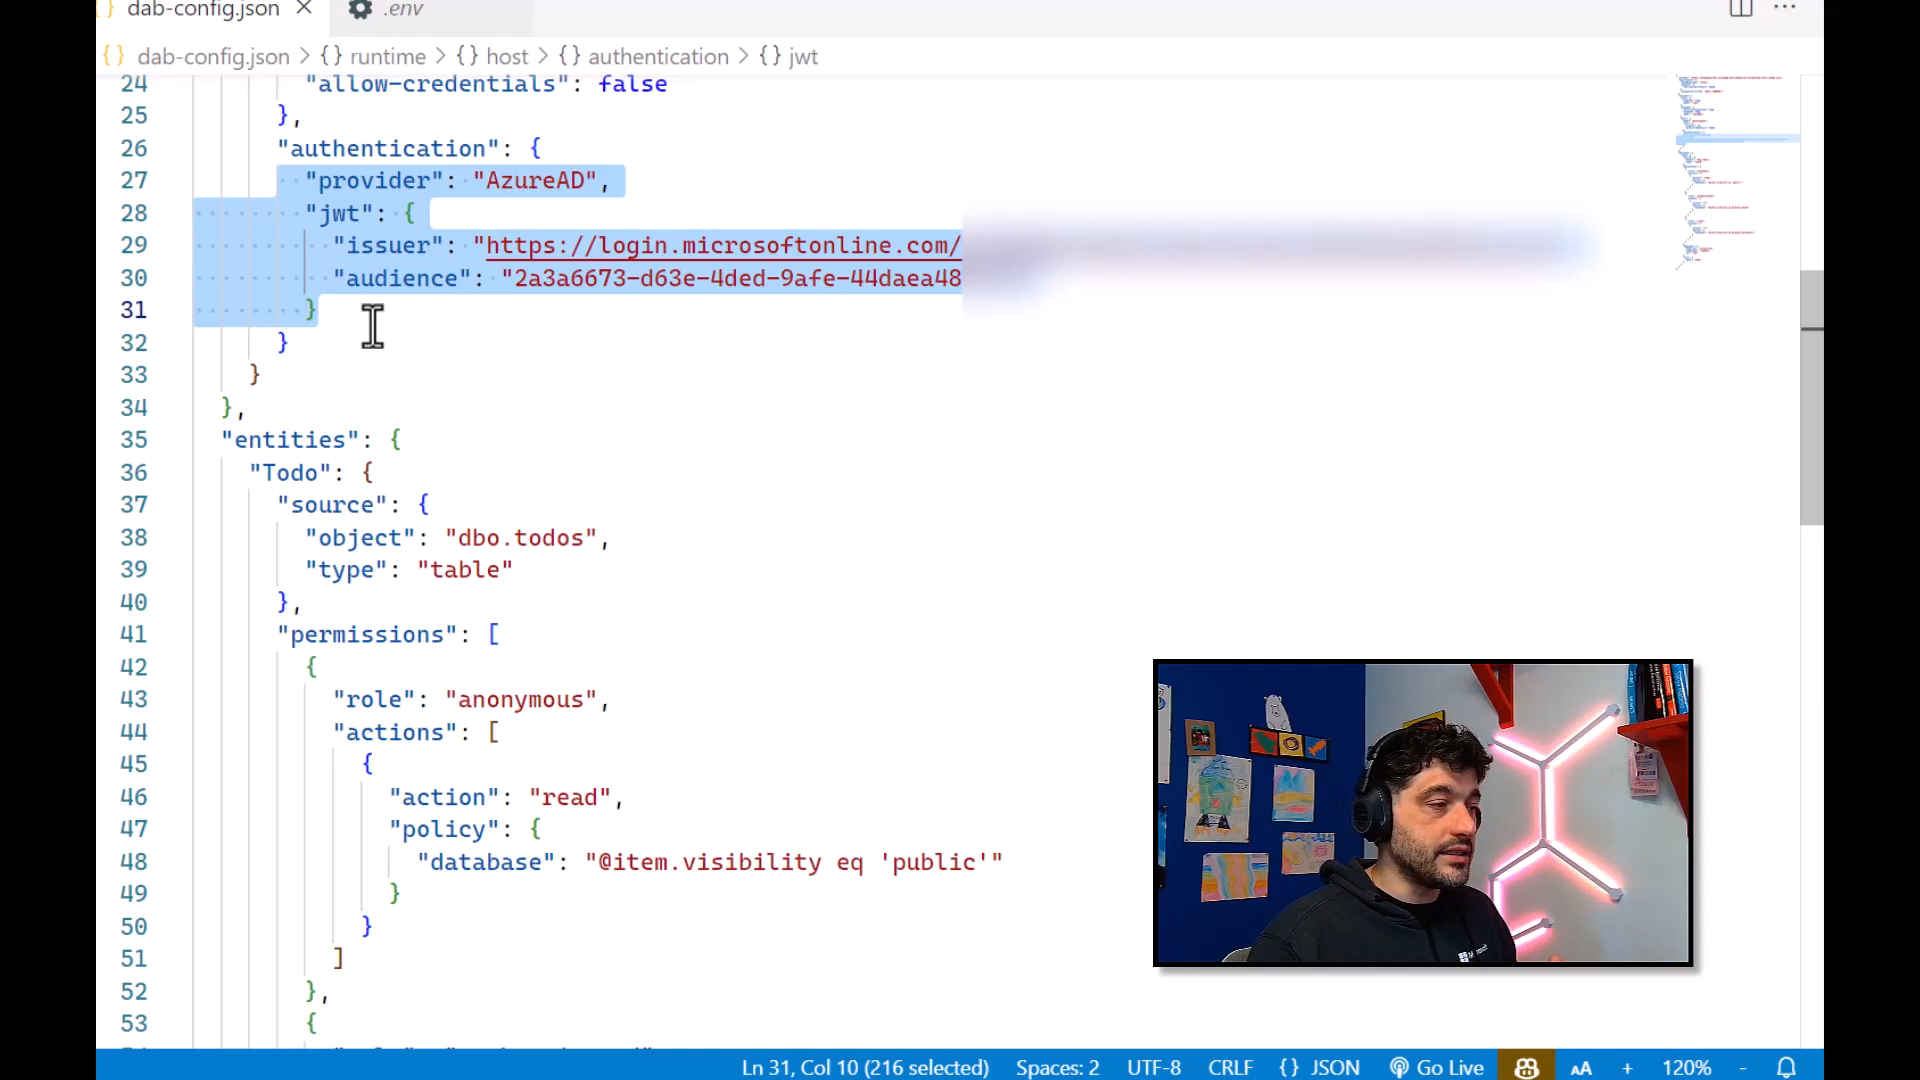 dab-config.json
.env
dab-config.json > {} runtime > {} host > {} authentication > {} jwt
24 "allow-credentials": false
25 },
26 "authentication": {
27 "provider": "AzureAD",
28 "jwt": {
29 "issuer": "https://login.microsoftonline.com/
30 "audience": "2a3a6673-d63e-4ded-9afe-44daea48
31 }
32 }
33 }
34 },
35 "entities": {
36 "Todo": {
37 "source": {
38 "object": "dbo.todos",
39 "type": "table"
40 },
41 "permissions": [
42 {
43 "role": "anonymous",
44 "actions": [
45 {
46 "action": "read",
47 "policy": {
48 "database": "@item.visibility eq 'public'"
49 }
50 }
51 ]
52 },
53 {
Ln 31, Col 10 (216 selected) Spaces: 2 UTF-8 CRLF {} JSON Go Live AA + 120% -